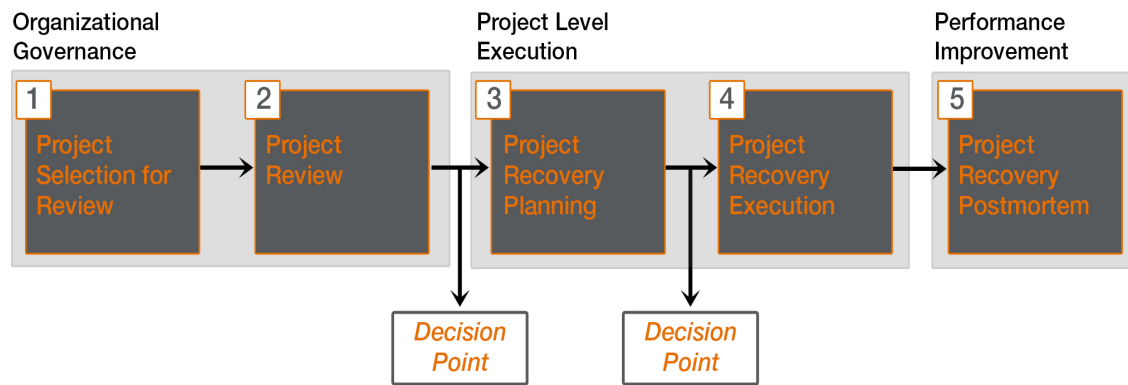 Organizational
Governance
Project Level
Execution
Performance
Improvement
1
Project
Selection for
Review
2
Project
Review
3
Project
Recovery
Planning
4
Project
Recovery
Execution
5
Project
Recovery
Postmortem
Decision
Point
Decision
Point